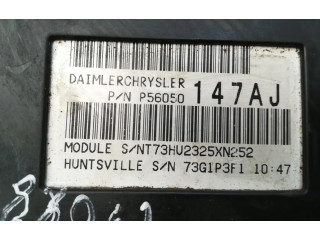 DAIMLERCHRYSLER
P/N P56050 147AJ
MODULE S/NT73HU2325XN252
HUNTSVILLE S/N 73G1P3F1 10:47